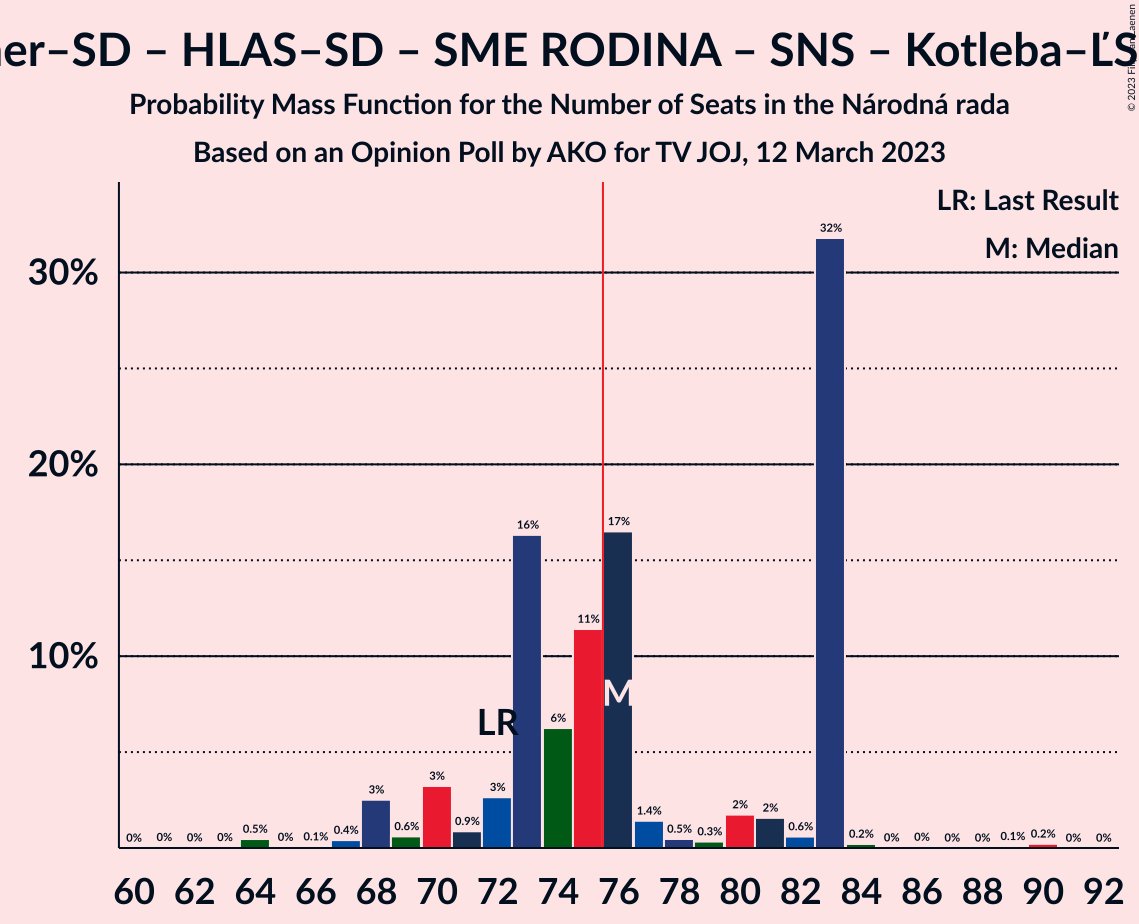 er–SD – HLAS–SD – SME RODINA – SNS – Kotleba–ĽS
Probability Mass Function for the Number of Seats in the Národná rada
Based on an Opinion Poll by AKO for TV JOJ, 12 March 2023
© 2023
LR: Last Result
M: Median
30%
20%
10%
0% 0% 0% 0% 0.5% 0% 0.1% 0.4% 3% 0.6% 3% 0.9% 3% 16% 6% 11% 17% 1.4% 0.5% 0.3% 2% 2% 0.6% 32% 0.2% 0% 0% 0% 0% 0.1% 0.2% 0% 0%
LR
M
60 62 64 66 68 70 72 74 76 78 80 82 84 86 88 90 92